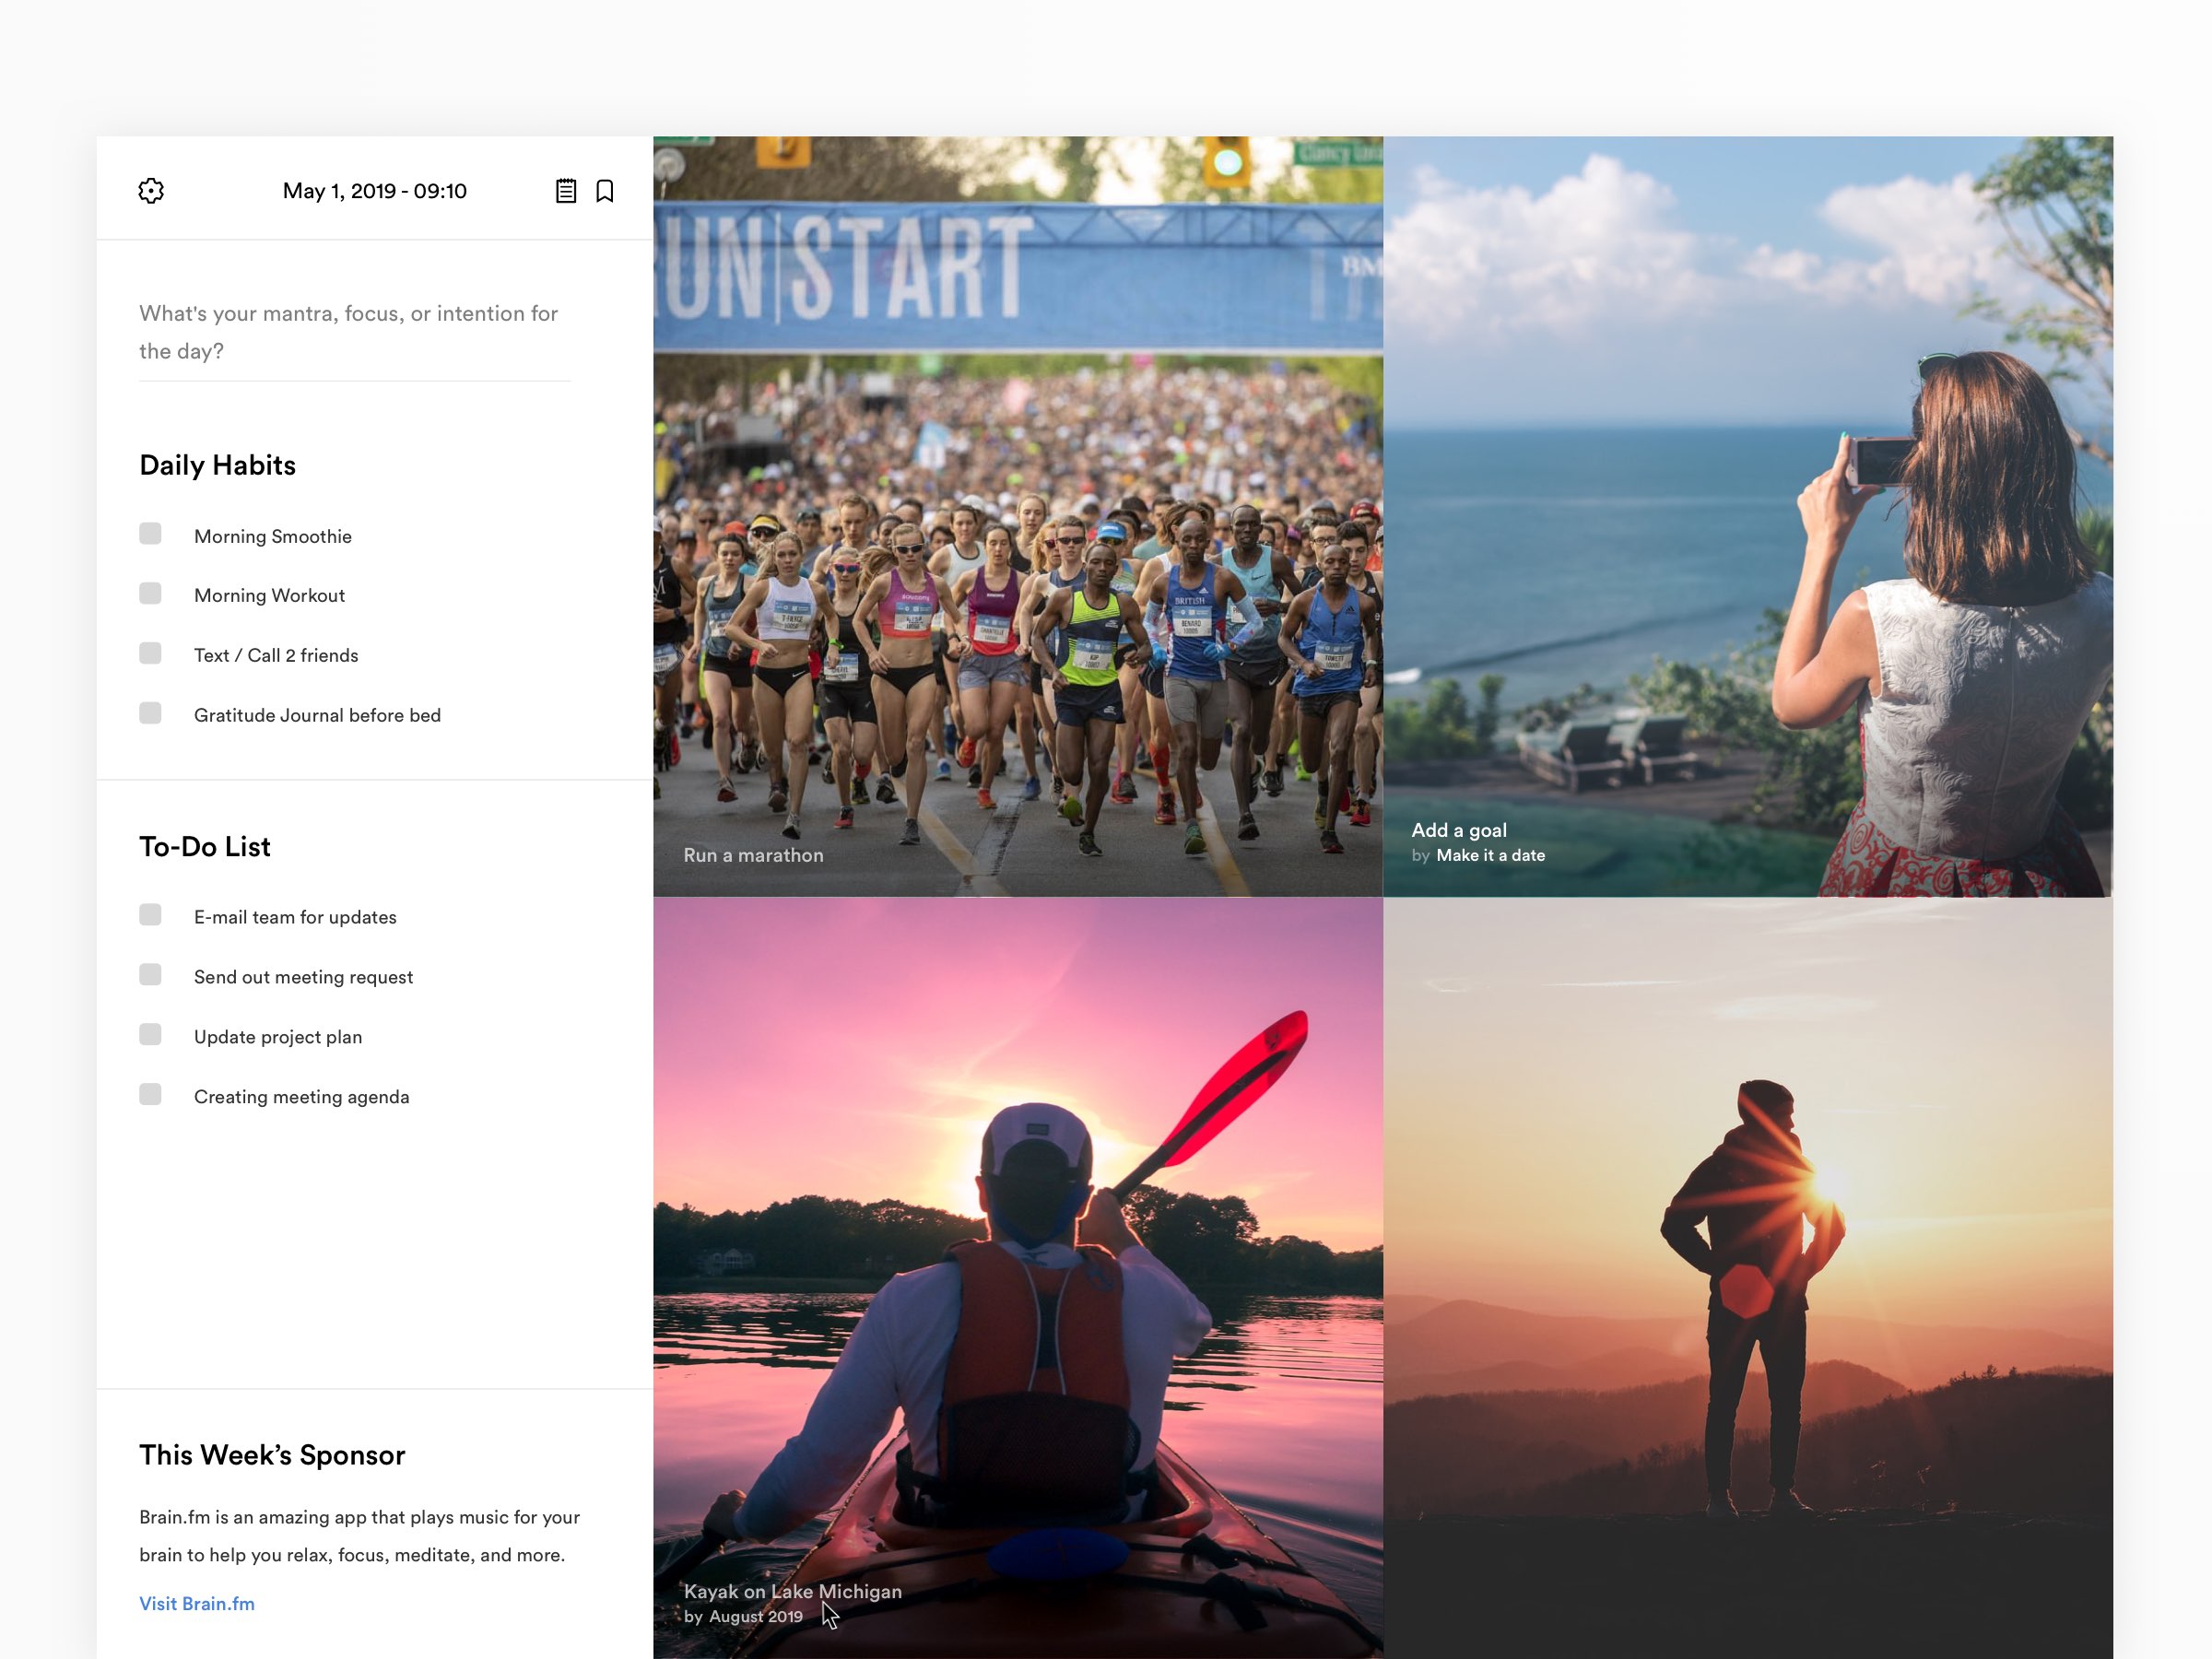 May 1, 2019 - 09:10
What's your mantra, focus, or intention for
the day?
Daily Habits
Morning Smoothie
Morning Workout
Text / Call 2 friends
Gratitude Journal before bed
To-Do List
E-mail team for updates
Send out meeting request
Update project plan
Creating meeting agenda
This Week’s Sponsor
Brain.fm is an amazing app that plays music for your
brain to help you relax, focus, meditate, and more.
Visit Brain.fm
UN|START
BM
BRITISH
BENARD
KIP
Run a marathon
Add a goal
by Make it a date
Kayak on Lake Michigan
by August 2019